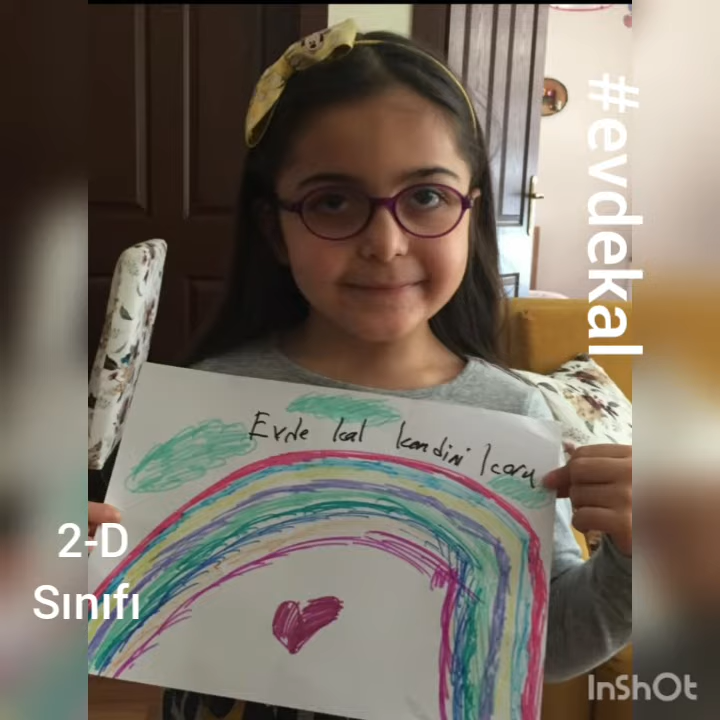 #evdekal
Evde kal kendini koru
2-D
Sınıfı
InShOt